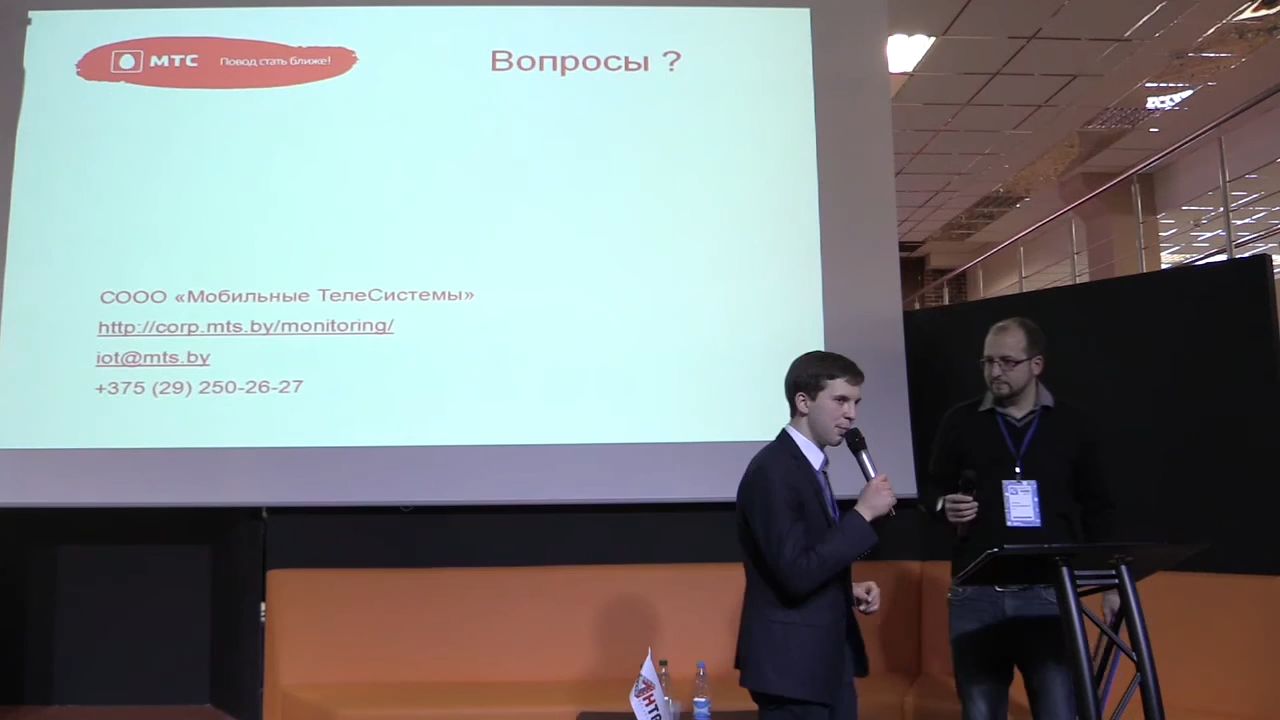 МТС Повод стать ближе!
Вопросы ?
СООО «Мобильные ТелеСистемы»
http://corp.mts.by/monitoring/
iot@mts.by
+375 (29) 250-26-27